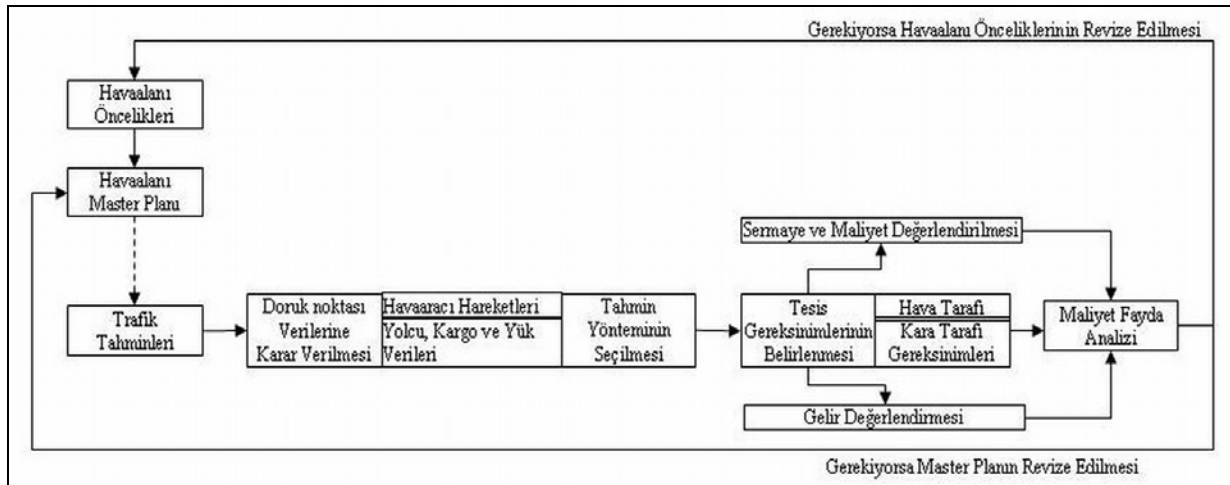 Gerekiyorsa Havaalanı Önceliklerinin Revize Edilmesi
Havaalanı
Öncelikleri
Havaalanı
Master Planı
Trafik
Tahminleri
Doruk noktası
Verilerine
Karar Verilmesi
Havaaracı Hareketleri
Yolcu, Kargo ve Yük
Verileri
Tahmin
Yönteminin
Seçilmesi
Sermaye ve Maliyet Değerlendirilmesi
Tesis
Gereksinimlerinin
Belirlenmesi
Hava Tarafı
Kara Tarafı
Gereksinimleri
Maliyet Fayda
Analizi
Gelir Değerlendirmesi
Gerekiyorsa Master Planın Revize Edilmesi